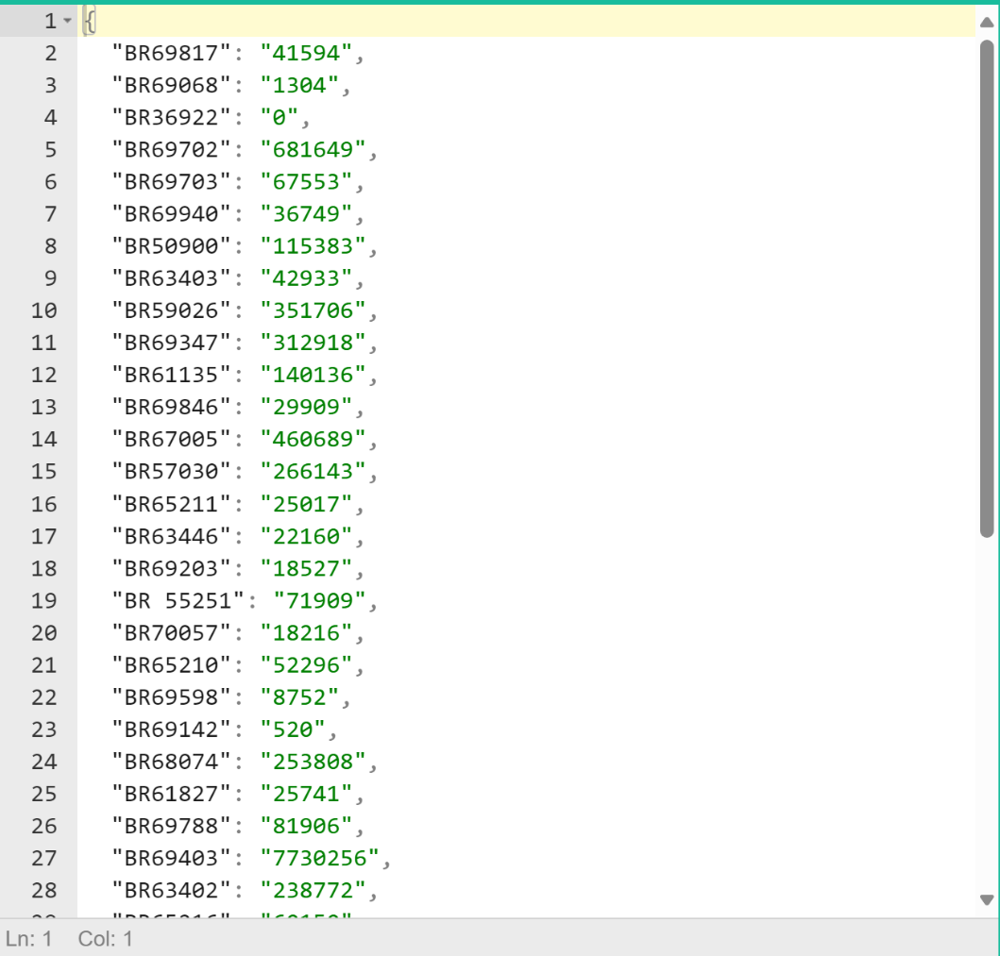 1 {
2 "BR69817": "41594",
3 "BR69068": "1304",
4 "BR36922": "0",
5 "BR69702": "681649",
6 "BR69703": "67553",
7 "BR69940": "36749",
8 "BR50900": "115383",
9 "BR63403": "42933",
10 "BR59026": "351706",
11 "BR69347": "312918",
12 "BR61135": "140136",
13 "BR69846": "29909",
14 "BR67005": "460689",
15 "BR57030": "266143",
16 "BR65211": "25017",
17 "BR63446": "22160",
18 "BR69203": "18527",
19 "BR 55251": "71909",
20 "BR70057": "18216",
21 "BR65210": "52296",
22 "BR69598": "8752",
23 "BR69142": "520",
24 "BR68074": "253808",
25 "BR61827": "25741",
26 "BR69788": "81906",
27 "BR69403": "7730256",
28 "BR63402": "238772",
Ln: 1 Col: 1